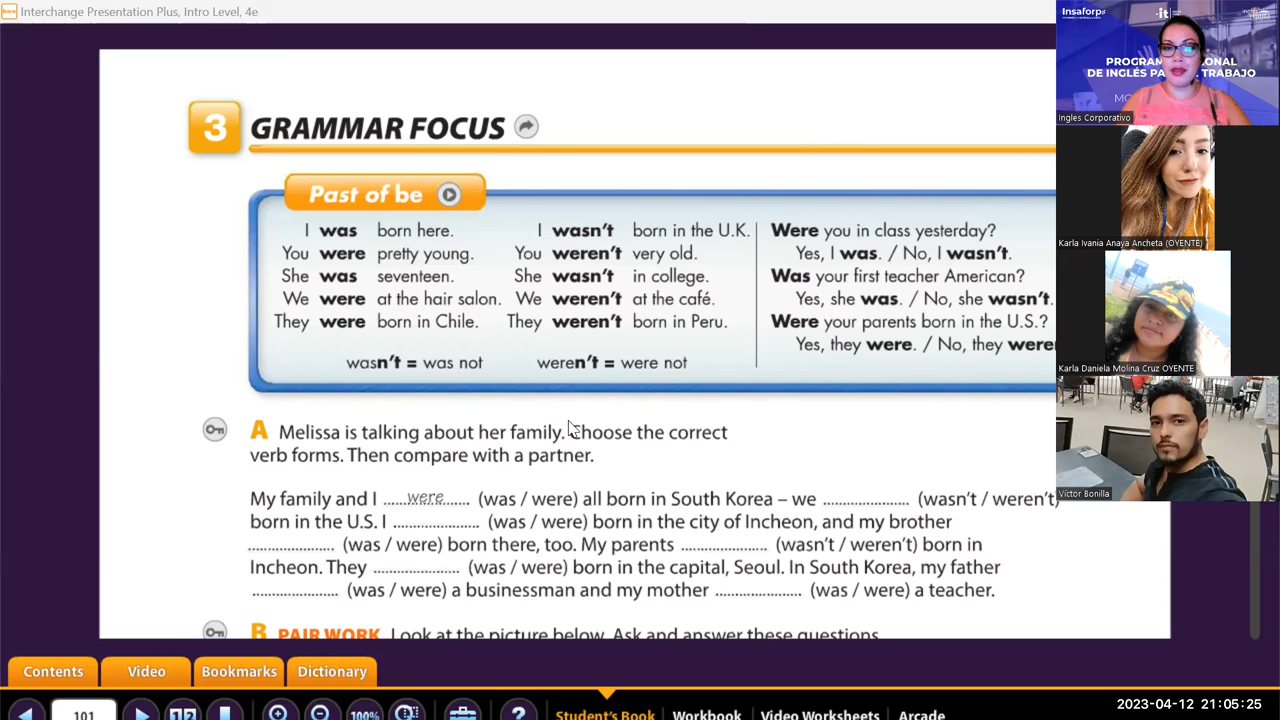 Interchange Presentation Plus, Intro Level, 4e
3 GRAMMAR FOCUS
Past of be
I was born here.
You were pretty young.
She was seventeen.
We were at the hair salon.
They were born in Chile.
I wasn't born in the U.K.
You weren't very old.
She wasn't in college.
We weren't at the café.
They weren't born in Peru.
wasn't = was not
weren't = were not
Were you in class yesterday?
Yes, I was. / No, I wasn't.
Was your first teacher American?
Yes, she was. / No, she wasn't.
Were your parents born in the U.S.?
Yes, they were. / No, they were
A Melissa is talking about her family. Choose the correct
verb forms. Then compare with a partner.
My family and I ......were...... (was / were) all born in South Korea – we ...................... (wasn't / weren't)
born in the U.S. I ...................... (was / were) born in the city of Incheon, and my brother
...................... (was / were) born there, too. My parents ...................... (wasn't / weren't) born in
Incheon. They ...................... (was / were) born in the capital, Seoul. In South Korea, my father
...................... (was / were) a businessman and my mother ...................... (was / were) a teacher.
B PAIR WORK Look at the picture below. Ask and answer these questions.
Contents
Video
Bookmarks
Dictionary
101
12
100%
?
Student's Book
Workbook
Video Worksheets
Arcade
Insaforp
it
DE INGLÉS PA
TRABAJO
Ingles Corporativo
Karla Ivania Anaya Ancheta (OYENTE)
Karla Daniela Molina Cruz OYENTE
Víctor Bonilla
2023-04-12 21:05:25